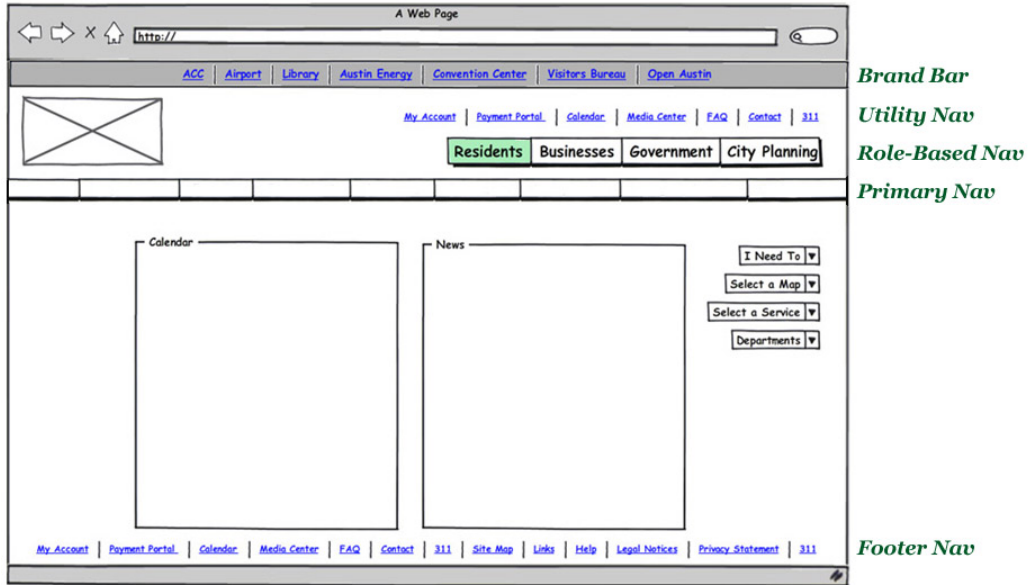 A Web Page
http://
ACC Airport Library Austin Energy Convention Center Visitors Bureau Open Austin
Brand Bar
My Account Payment Portal Calendar Media Center FAQ Contact 311
Utility Nav
Residents Businesses Government City Planning
Role-Based Nav
Primary Nav
Calendar
News
I Need To
Select a Map
Select a Service
Departments
My Account Payment Portal Calendar Media Center FAQ Contact 311 Site Map Links Help Legal Notices Privacy Statement 311
Footer Nav